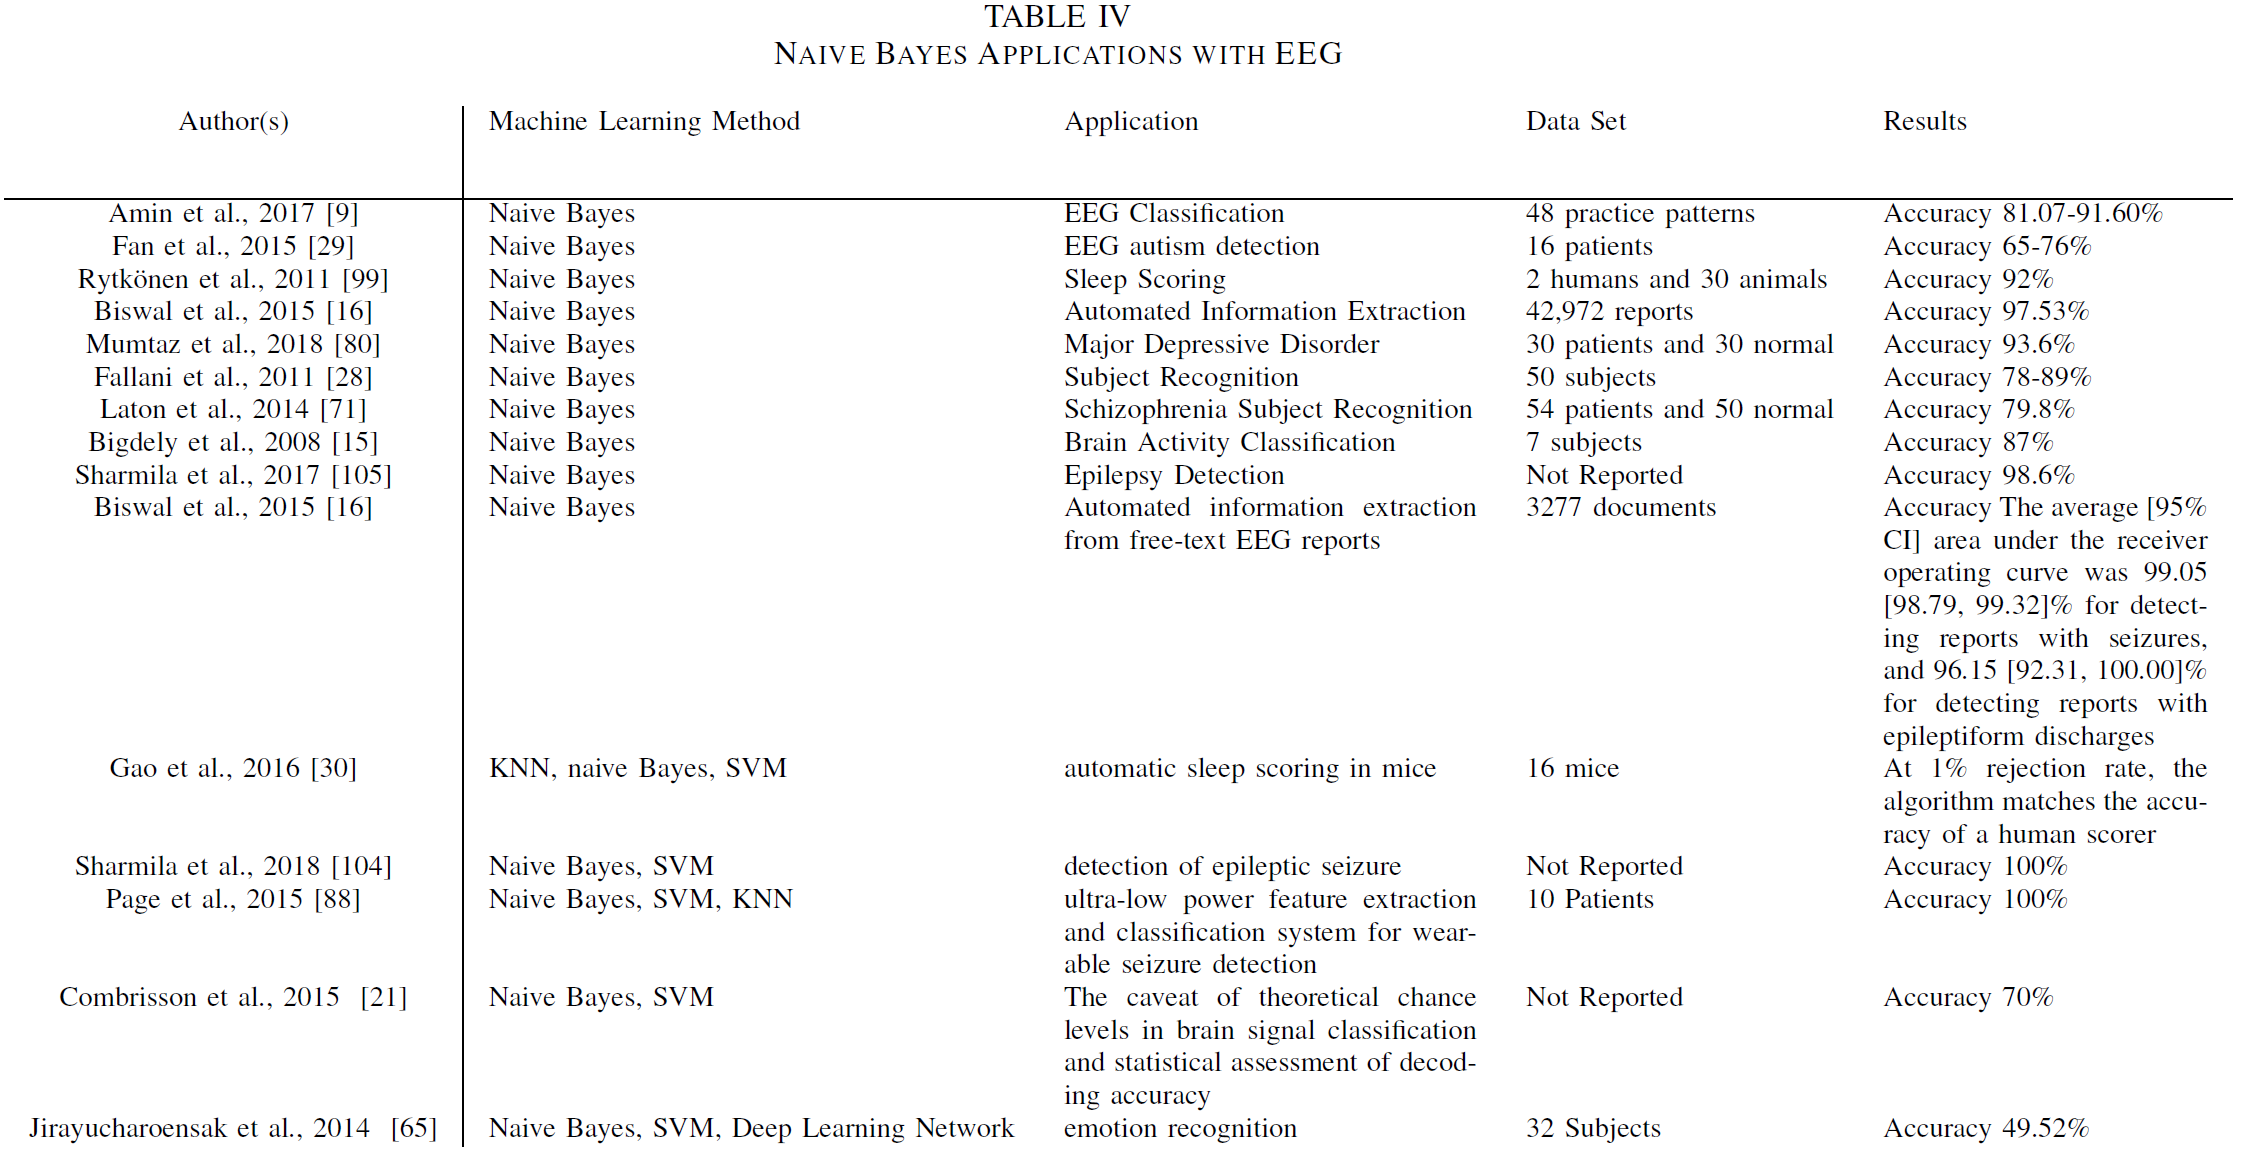 TABLE IV
NAIVE BAYES APPLICATIONS WITH EEG
Author(s) Machine Learning Method Application Data Set Results
Amin et al., 2017 [9] Naive Bayes EEG Classification 48 practice patterns Accuracy 81.07-91.60%
Fan et al., 2015 [29] Naive Bayes EEG autism detection 16 patients Accuracy 65-76%
Rytkönen et al., 2011 [99] Naive Bayes Sleep Scoring 2 humans and 30 animals Accuracy 92%
Biswal et al., 2015 [16] Naive Bayes Automated Information Extraction 42,972 reports Accuracy 97.53%
Mumtaz et al., 2018 [80] Naive Bayes Major Depressive Disorder 30 patients and 30 normal Accuracy 93.6%
Fallani et al., 2011 [28] Naive Bayes Subject Recognition 50 subjects Accuracy 78-89%
Laton et al., 2014 [71] Naive Bayes Schizophrenia Subject Recognition 54 patients and 50 normal Accuracy 79.8%
Bigdely et al., 2008 [15] Naive Bayes Brain Activity Classification 7 subjects Accuracy 87%
Sharmila et al., 2017 [105] Naive Bayes Epilepsy Detection Not Reported Accuracy 98.6%
Biswal et al., 2015 [16] Naive Bayes Automated information extraction 3277 documents Accuracy The average [95%
from free-text EEG reports CI] area under the receiver
operating curve was 99.05
[98.79, 99.32]% for detect-
ing reports with seizures,
and 96.15 [92.31, 100.00]%
for detecting reports with
epileptiform discharges
Gao et al., 2016 [30] KNN, naive Bayes, SVM automatic sleep scoring in mice 16 mice At 1% rejection rate, the
algorithm matches the accu-
racy of a human scorer
Sharmila et al., 2018 [104] Naive Bayes, SVM detection of epileptic seizure Not Reported Accuracy 100%
Page et al., 2015 [88] Naive Bayes, SVM, KNN ultra-low power feature extraction 10 Patients Accuracy 100%
and classification system for wear-
able seizure detection
Combrisson et al., 2015 [21] Naive Bayes, SVM The caveat of theoretical chance Not Reported Accuracy 70%
levels in brain signal classification
and statistical assessment of decod-
ing accuracy
Jirayucharoensak et al., 2014 [65] Naive Bayes, SVM, Deep Learning Network emotion recognition 32 Subjects Accuracy 49.52%